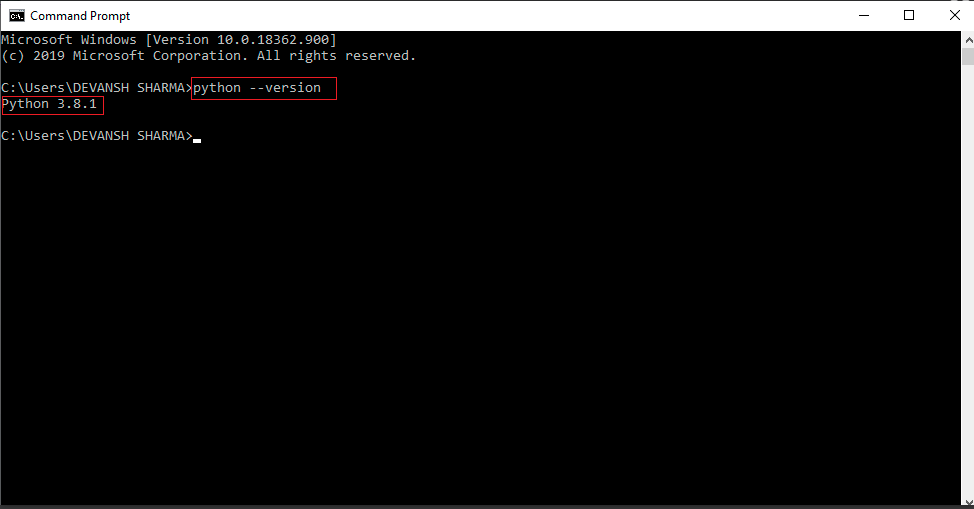 Command Prompt
Microsoft Windows [Version 10.0.18362.900]
(c) 2019 Microsoft Corporation. All rights reserved.
C:\Users\DEVANSH SHARMA>python --version
Python 3.8.1
C:\Users\DEVANSH SHARMA>